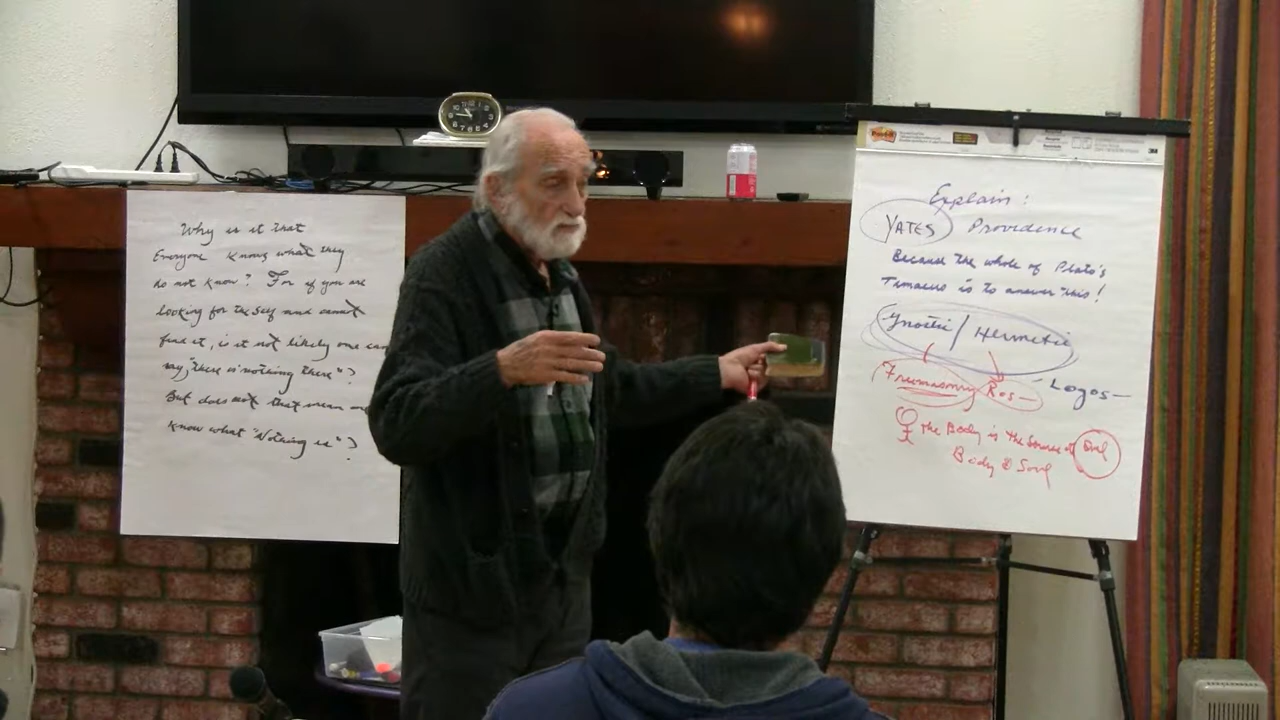 Why is it that
Everyone knows what they
do not know? For if you are
looking for the self and cannot
find it, is it not likely one can
say, "there is nothing there"?
But does not that mean one
know what "Nothing is"?
Post-it
3M
Explain:
YATES Providence
Because the whole of Plato's
Timaeus is to answer "this!
Gnostic / Hermetic
Freemasonry Ros— Logos—
The Body is the Source of Evil
Body & Soul